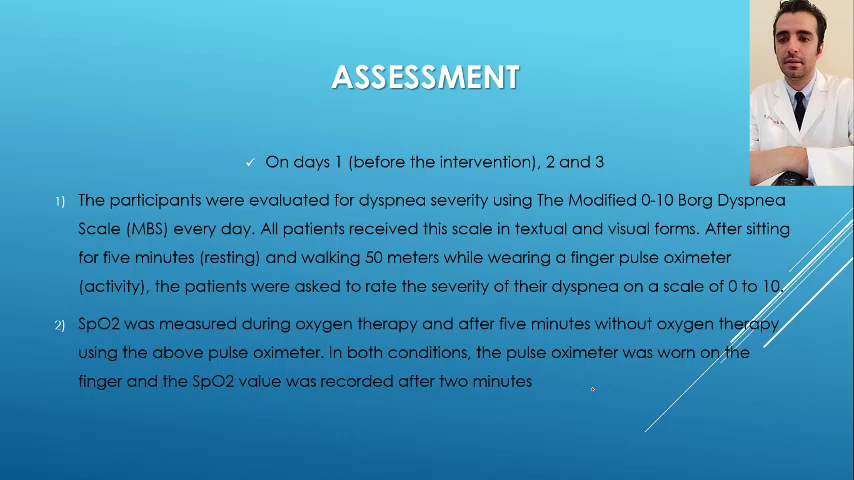 ASSESSMENT
✓ On days 1 (before the intervention), 2 and 3
1) The participants were evaluated for dyspnea severity using The Modified 0-10 Borg Dyspnea
Scale (MBS) every day. All patients received this scale in textual and visual forms. After sitting
for five minutes (resting) and walking 50 meters while wearing a finger pulse oximeter
(activity), the patients were asked to rate the severity of their dyspnea on a scale of 0 to 10.
2) SpO2 was measured during oxygen therapy and after five minutes without oxygen therapy
using the above pulse oximeter. In both conditions, the pulse oximeter was worn on the
finger and the SpO2 value was recorded after two minutes